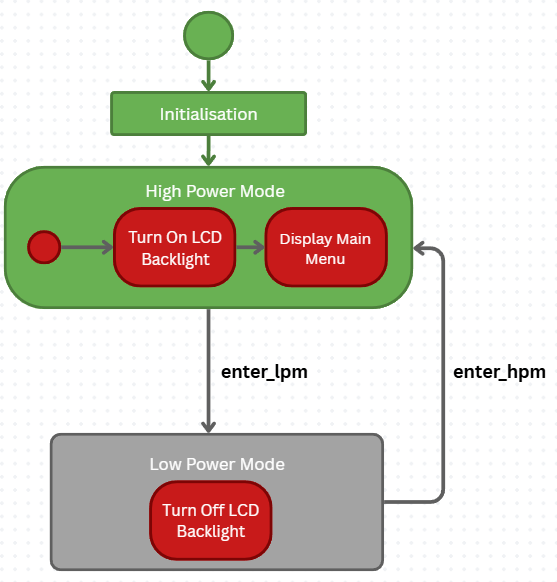 Initialisation
High Power Mode
Turn On LCD
Backlight
Display Main
Menu
enter_lpm
enter_hpm
Low Power Mode
Turn Off LCD
Backlight